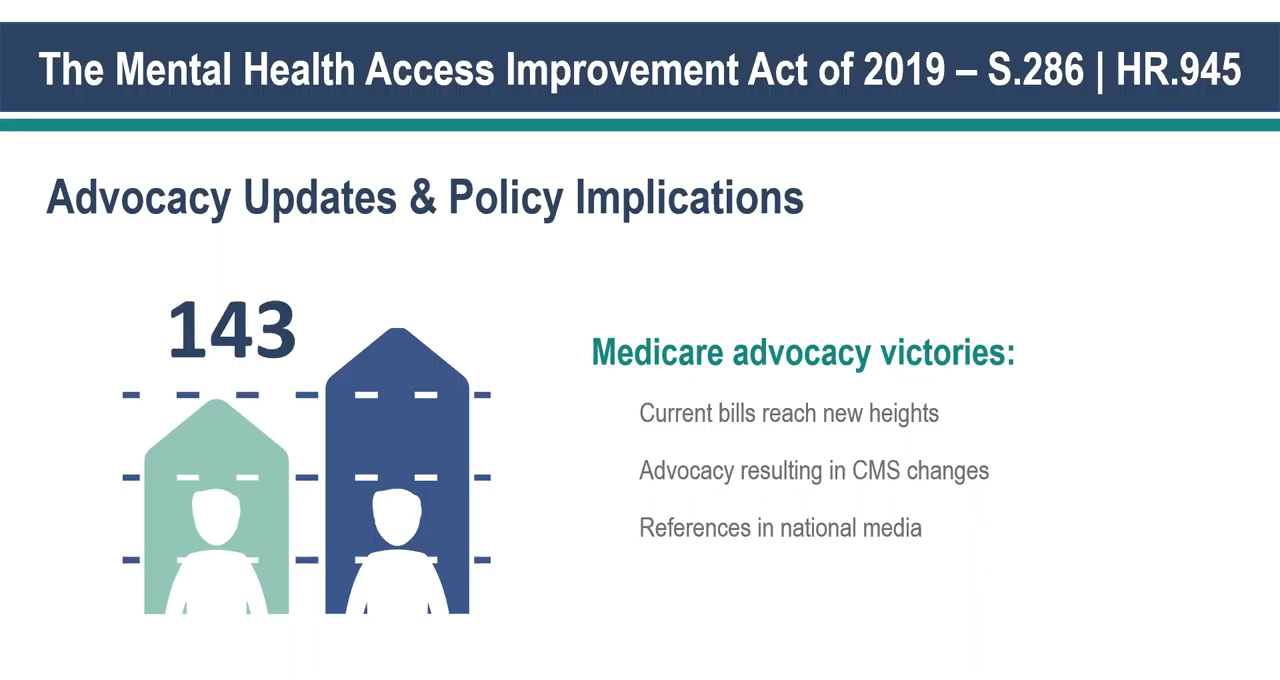 The Mental Health Access Improvement Act of 2019 – S.286 | HR.945
Advocacy Updates & Policy Implications
143
Medicare advocacy victories:
Current bills reach new heights
Advocacy resulting in CMS changes
References in national media